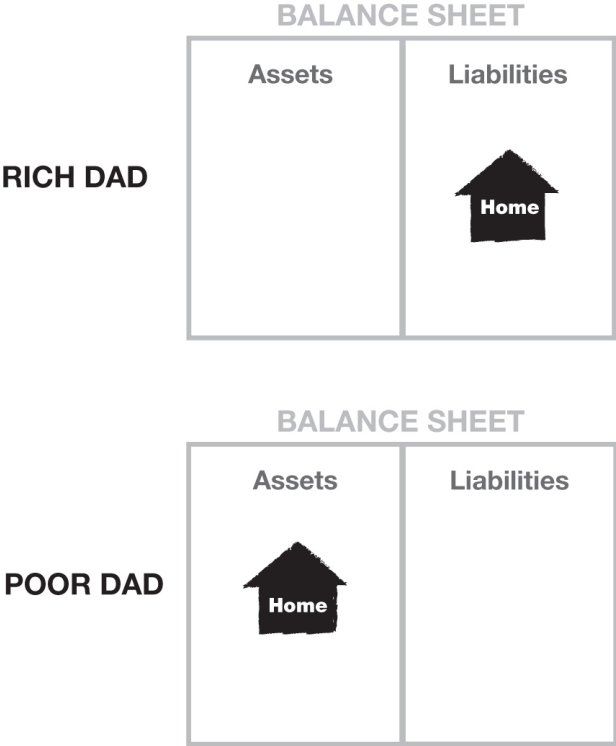 BALANCE SHEET
Assets Liabilities
RICH DAD
Home
BALANCE SHEET
Assets Liabilities
POOR DAD
Home